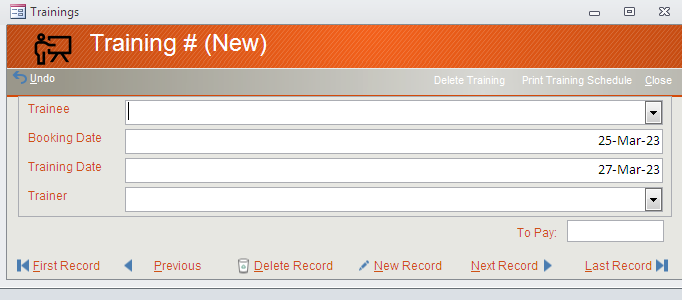 Trainings
Training # (New)
Undo Delete Training Print Training Schedule Close
Trainee
Booking Date 25-Mar-23
Training Date 27-Mar-23
Trainer
To Pay:
First Record Previous Delete Record New Record Next Record Last Record